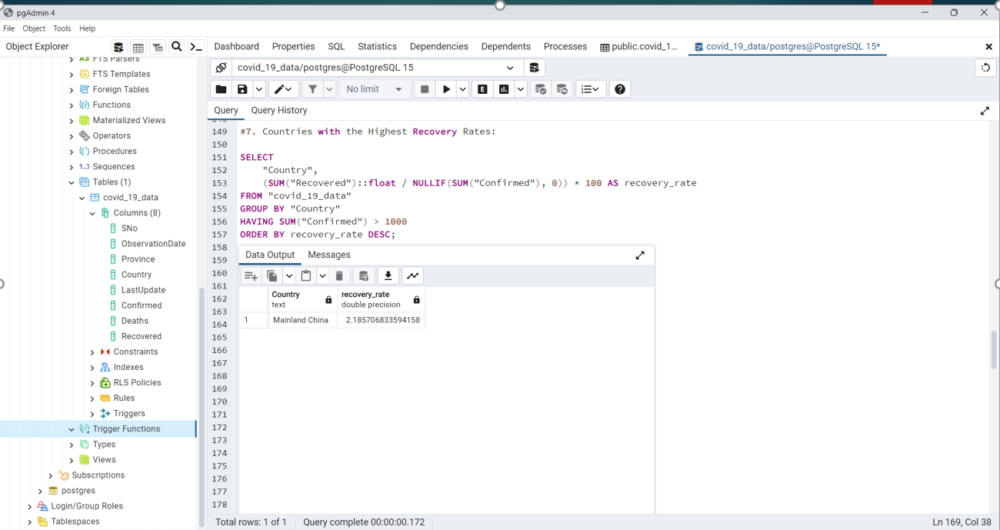 pgAdmin 4
File Object Tools Help
Object Explorer
Dashboard Properties SQL Statistics Dependencies Dependents Processes public.covid_1... covid_19_data/postgres@PostgreSQL 15*
FTS Parsers
FTS Templates
Foreign Tables
Functions
Materialized Views
Operators
Procedures
1..3 Sequences
Tables (1)
covid_19_data
Columns (8)
SNo
ObservationDate
Province
Country
LastUpdate
Confirmed
Deaths
Recovered
Constraints
Indexes
RLS Policies
Rules
Triggers
Trigger Functions
Types
Views
Subscriptions
postgres
Login/Group Roles
Tablespaces
covid_19_data/postgres@PostgreSQL 15
No limit
E
Query Query History
149 #7. Countries with the Highest Recovery Rates:
150
151 SELECT
152 "Country",
153 (SUM("Recovered")::float / NULLIF(SUM("Confirmed"), 0)) * 100 AS recovery_rate
154 FROM "covid_19_data"
155 GROUP BY "Country"
156 HAVING SUM("Confirmed") > 1000
157 ORDER BY recovery_rate DESC;
158
159
160
161
162
163
164
165
166
167
168
169
170
171
172
173
174
175
176
177
178
Data Output Messages
Country recovery_rate
text double precision
1 Mainland China 2.185706833594158
Total rows: 1 of 1 Query complete 00:00:00.172 Ln 169, Col 38